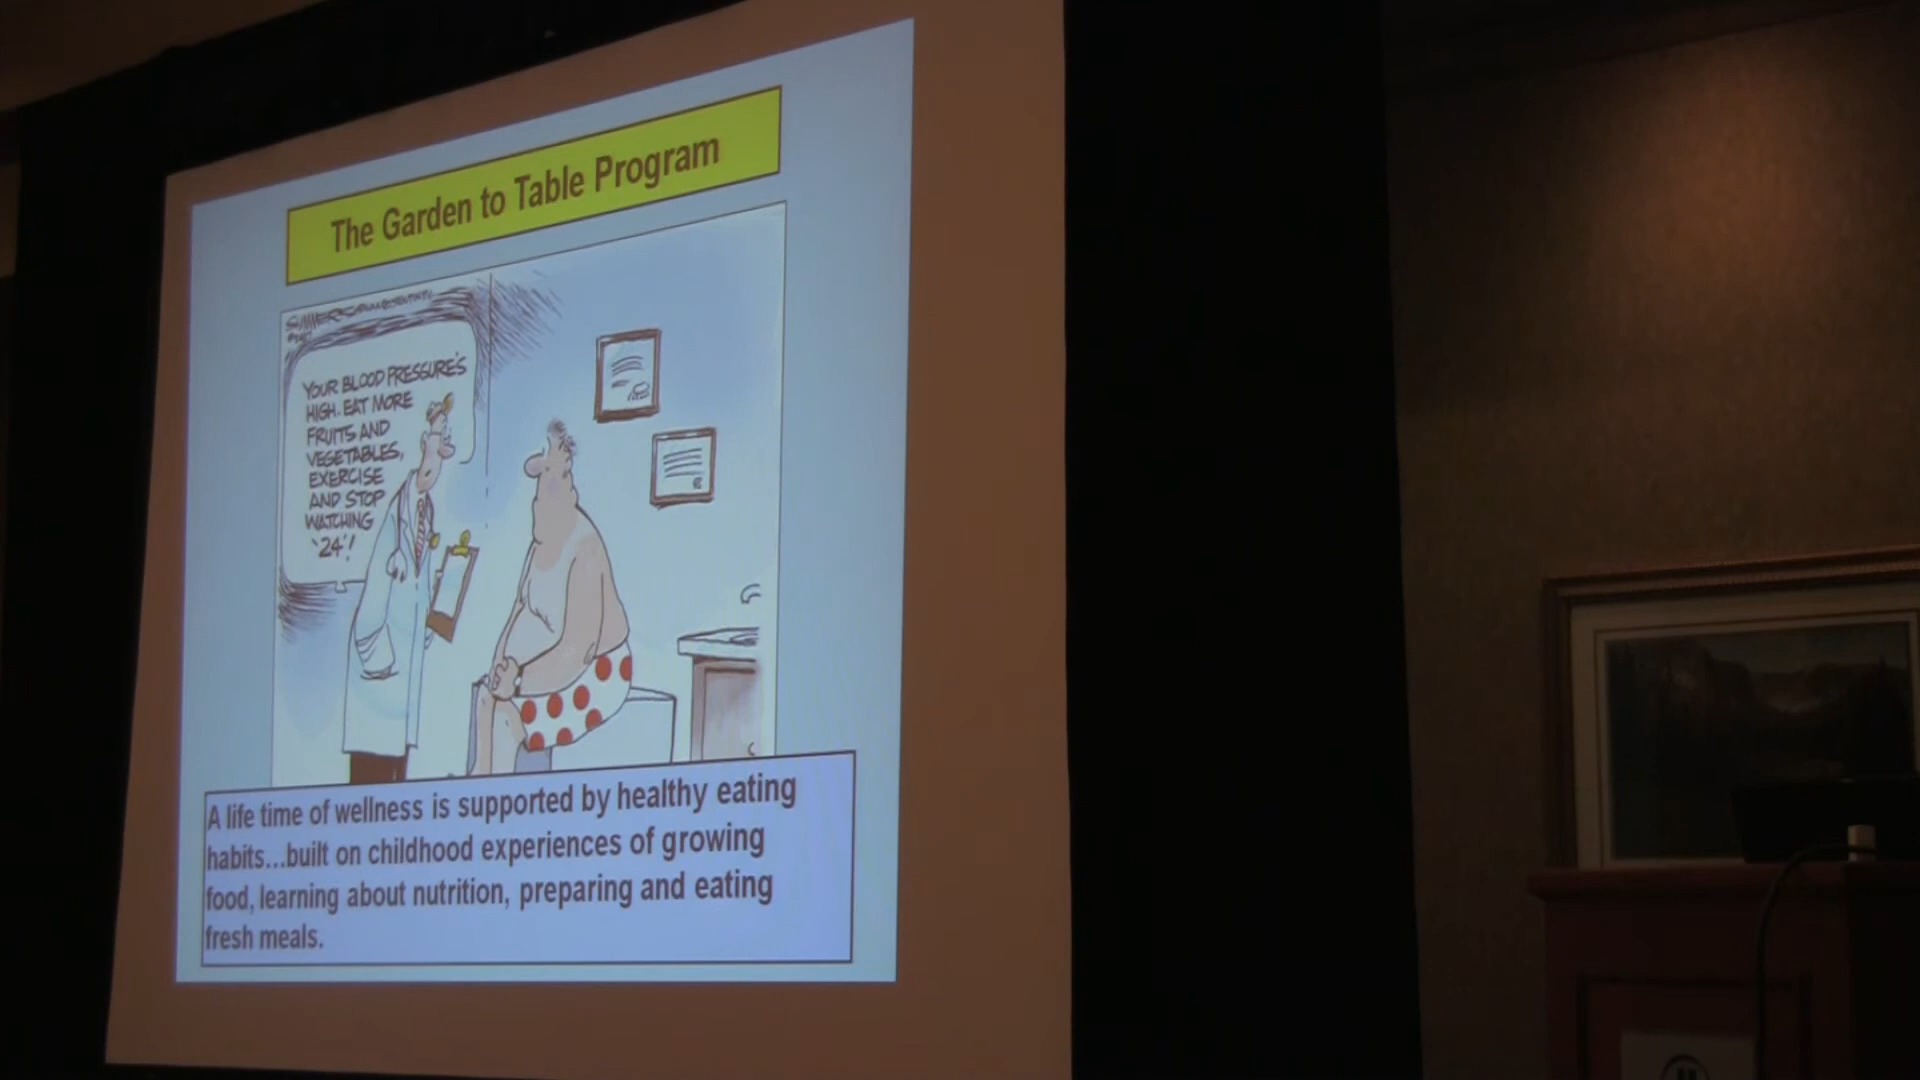 The Garden to Table Program
YOUR BLOOD PRESSURE'S
HIGH. EAT MORE
FRUITS AND
VEGETABLES,
EXERCISE
AND STOP
WATCHING
'24'!
A life time of wellness is supported by healthy eating
habits...built on childhood experiences of growing
food, learning about nutrition, preparing and eating
fresh meals.